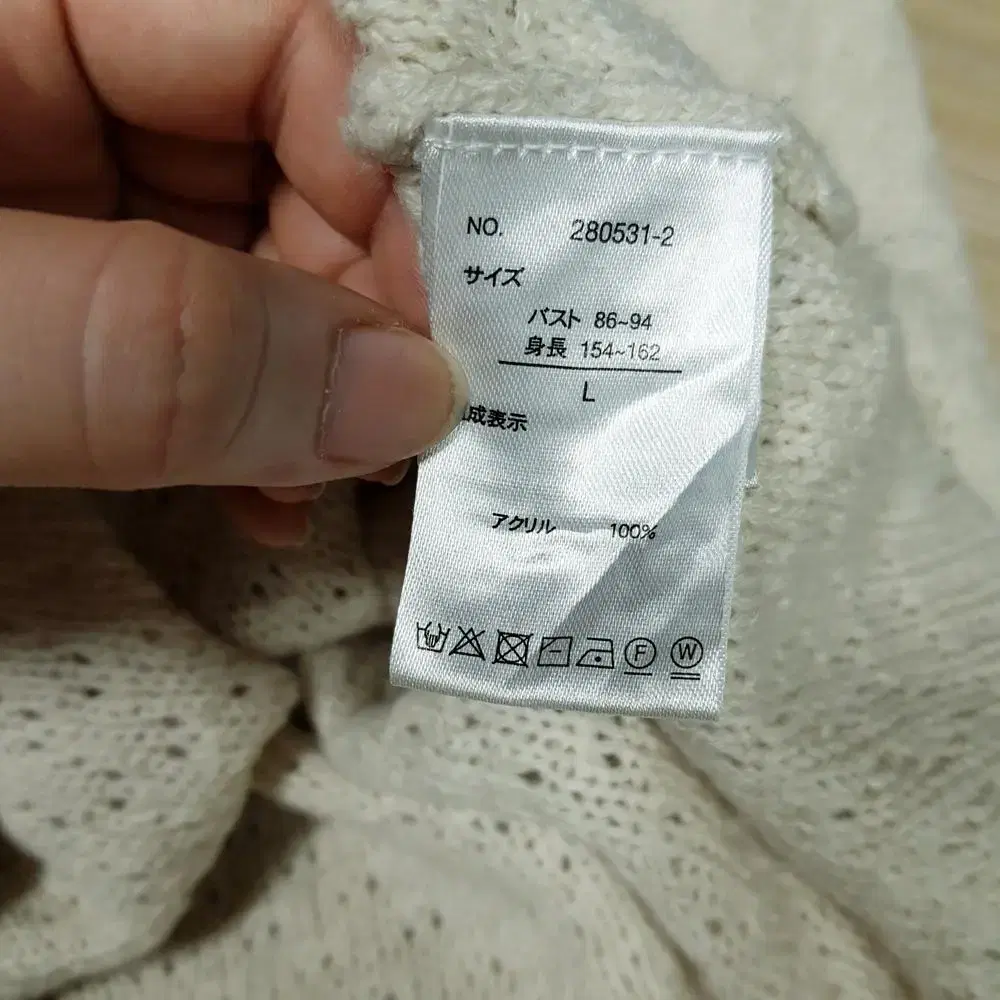 NO. 280531-2
サイズ
バスト 86~94
身長 154~162
L
成表示
アクリル 100%
F W